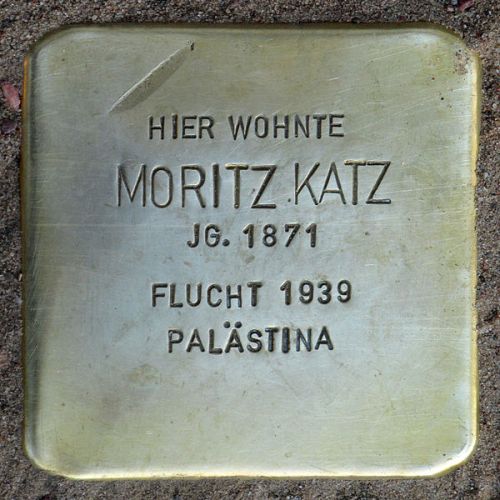 HIER WOHNTE
MORITZ KATZ
JG. 1871
FLUCHT 1939
PALÄSTINA